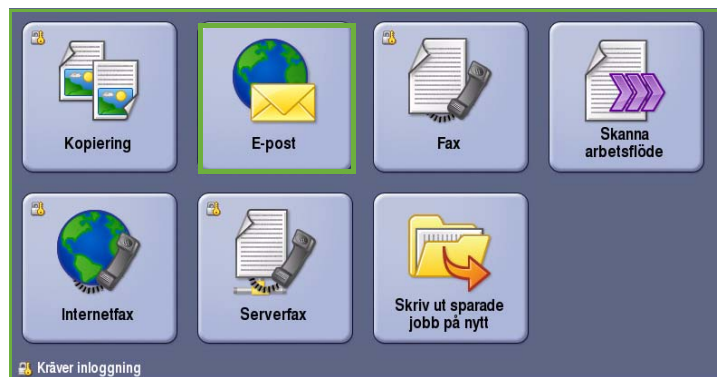 Kopiering
E-post
Fax
Skanna
arbetsflöde
Internetfax
Serverfax
Skriv ut sparade
jobb på nytt
Kräver inloggning